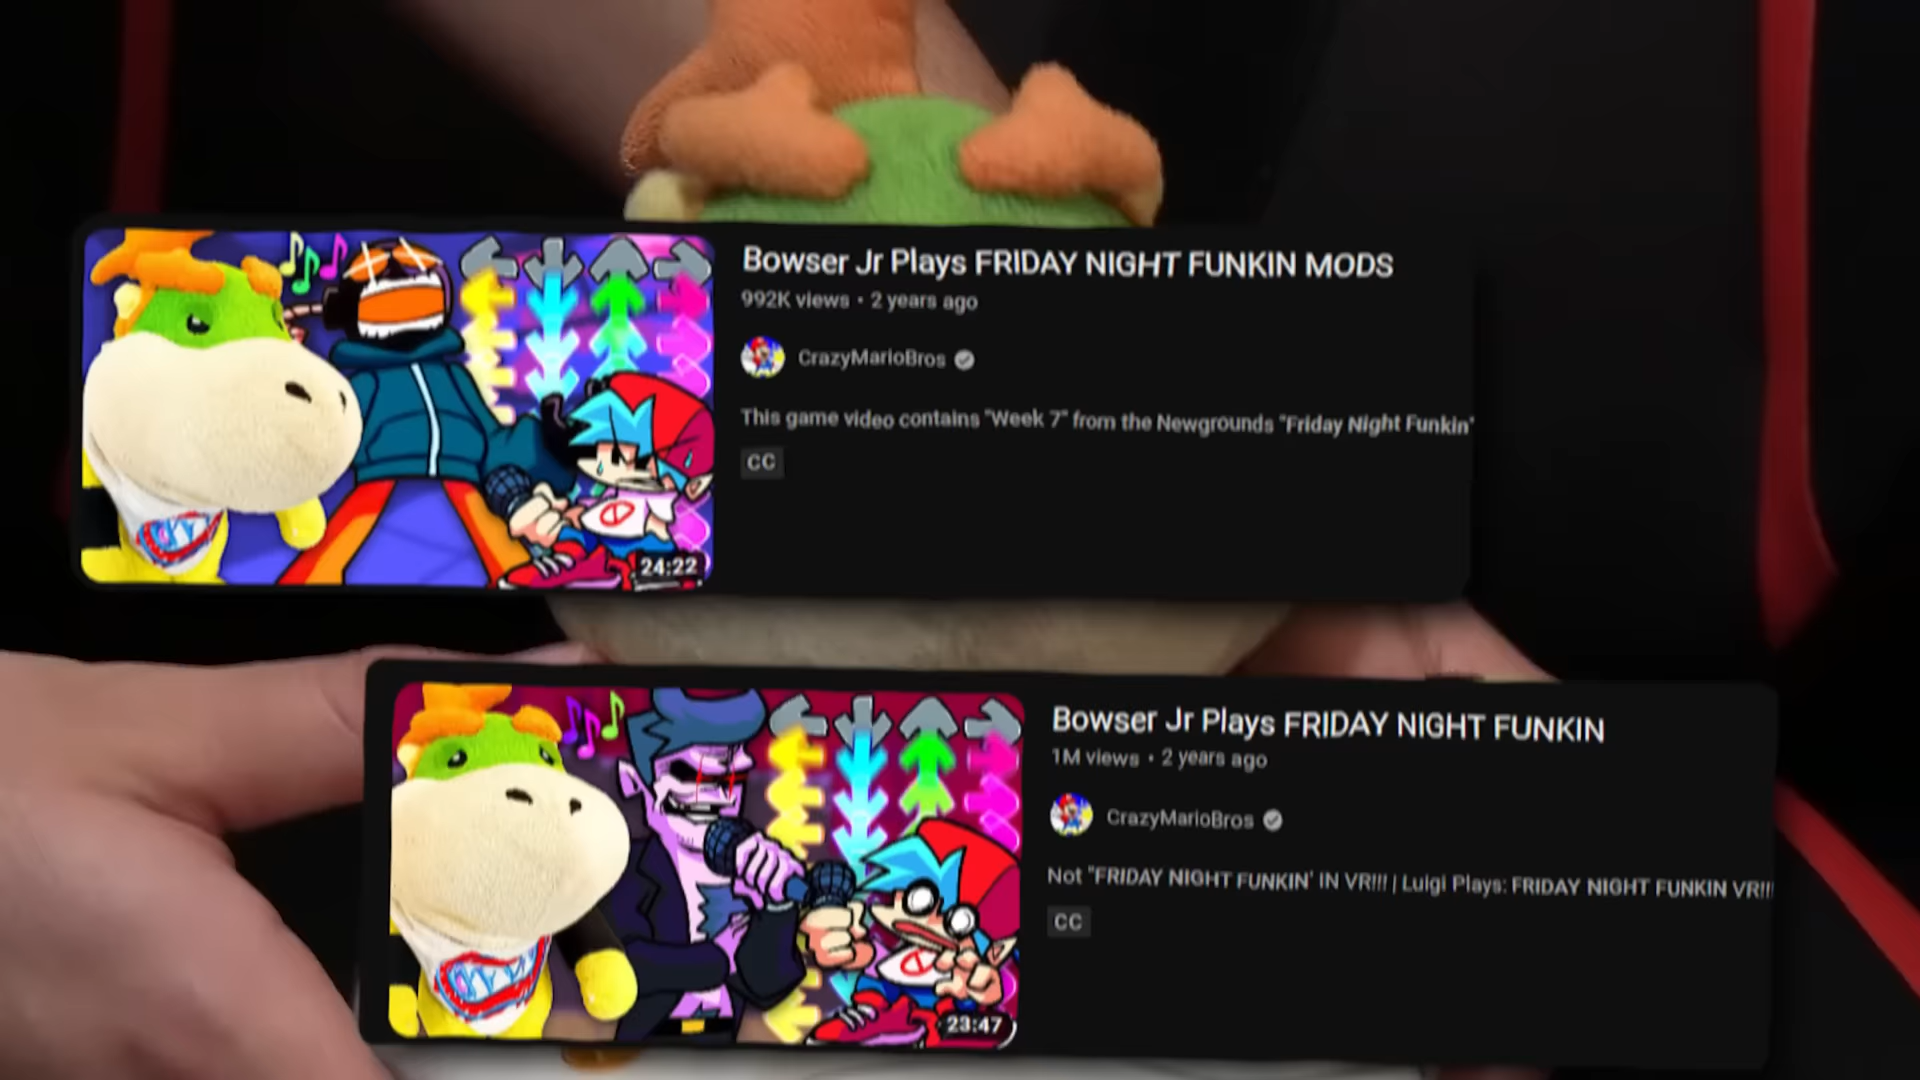 Bowser Jr Plays FRIDAY NIGHT FUNKIN MODS
992K views • 2 years ago
CrazyMarioBros
This game video contains "Week 7" from the Newgrounds "Friday Night Funkin'
CC
24:22
Bowser Jr Plays FRIDAY NIGHT FUNKIN
1M views • 2 years ago
CrazyMarioBros
Not "FRIDAY NIGHT FUNKIN' IN VR!!! | Luigi Plays: FRIDAY NIGHT FUNKIN VR!!!
CC
23:47